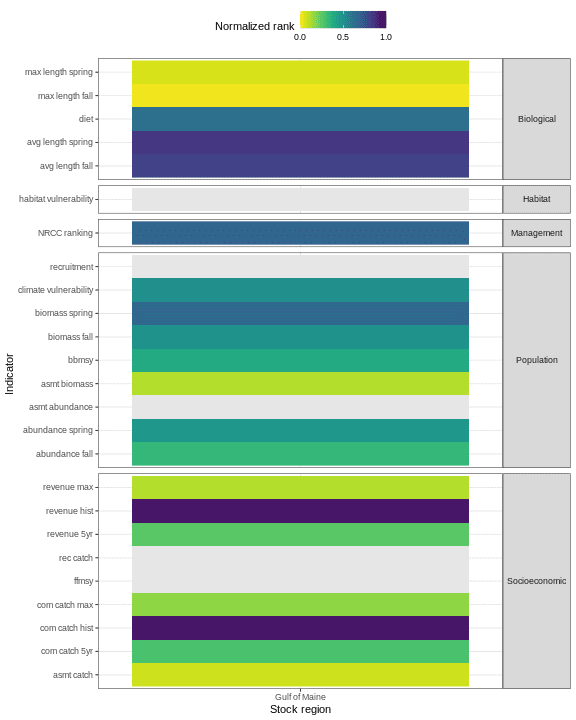 Normalized rank
0.0 0.5 1.0
max length spring
max length fall
diet
avg length spring
avg length fall
Biological
habitat vulnerability
Habitat
NRCC ranking
Management
recruitment
climate vulnerability
biomass spring
biomass fall
bbmsy
asmt biomass
asmt abundance
abundance spring
abundance fall
Population
Indicator
revenue max
revenue hist
revenue 5yr
rec catch
ffmsy
com catch max
com catch hist
com catch 5yr
asmt catch
Socioeconomic
Gulf of Maine
Stock region